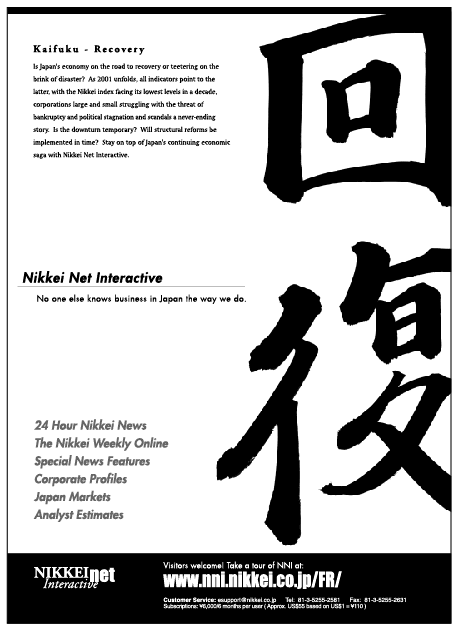 回
復
Kaifuku - Recovery
Is Japan's economy on the road to recovery or teetering on the
brink of disaster? As 2001 unfolds, all indicators point to the
latter, with the Nikkei index facing its lowest levels in a decade,
corporations large and small struggling with the threat of
bankruptcy and political stagnation and scandals a never-ending
story. Is the downturn temporary? Will structural reforms be
implemented in time? Stay on top of Japan's continuing economic
saga with Nikkei Net Interactive.
Nikkei Net Interactive
No one else knows business in Japan the way we do.
24 Hour Nikkei News
The Nikkei Weekly Online
Special News Features
Corporate Profiles
Japan Markets
Analyst Estimates
NIKKEI net
Interactive
Visitors welcome! Take a tour of NNI at:
www.nni.nikkei.co.jp/FR/
Customer Service: esupport@nikkei.co.jp Tel: 81-3-5255-2581 Fax: 81-3-5255-2631
Subscriptions: ¥6,000/6 months per user ( Approx. US$55 based on US$1 = ¥110 )